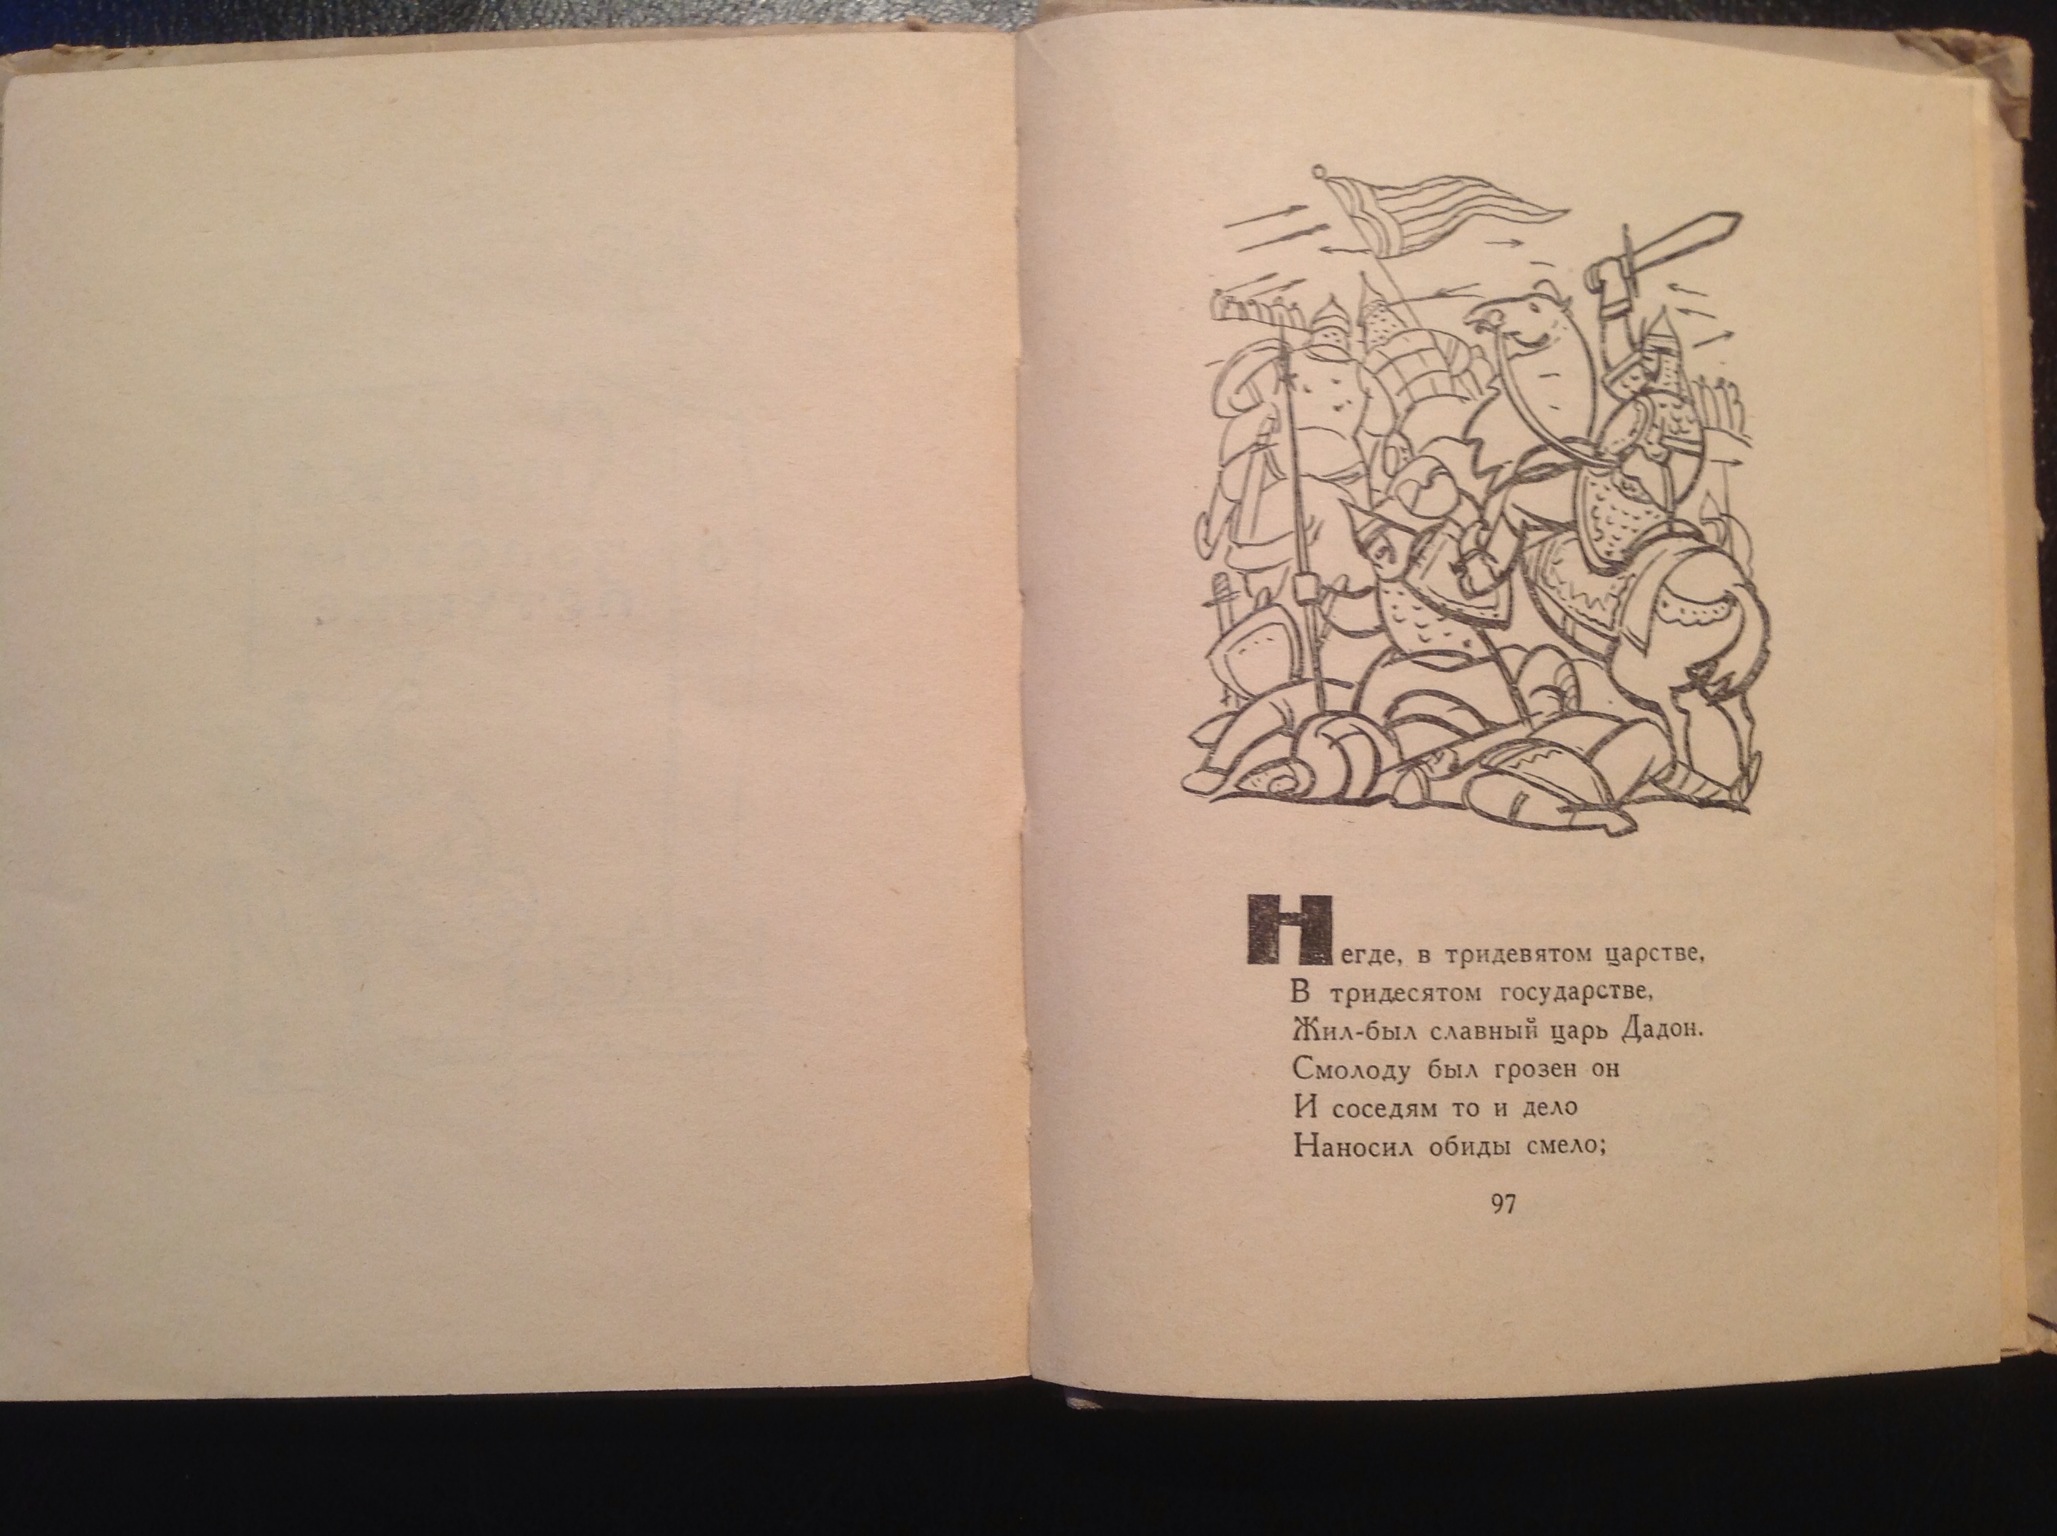 Негде, в тридевятом царстве,
В тридесятом государстве,
Жил-был славный царь Дадон.
Смолоду был грозен он
И соседям то и дело
Наносил обиды смело;
97